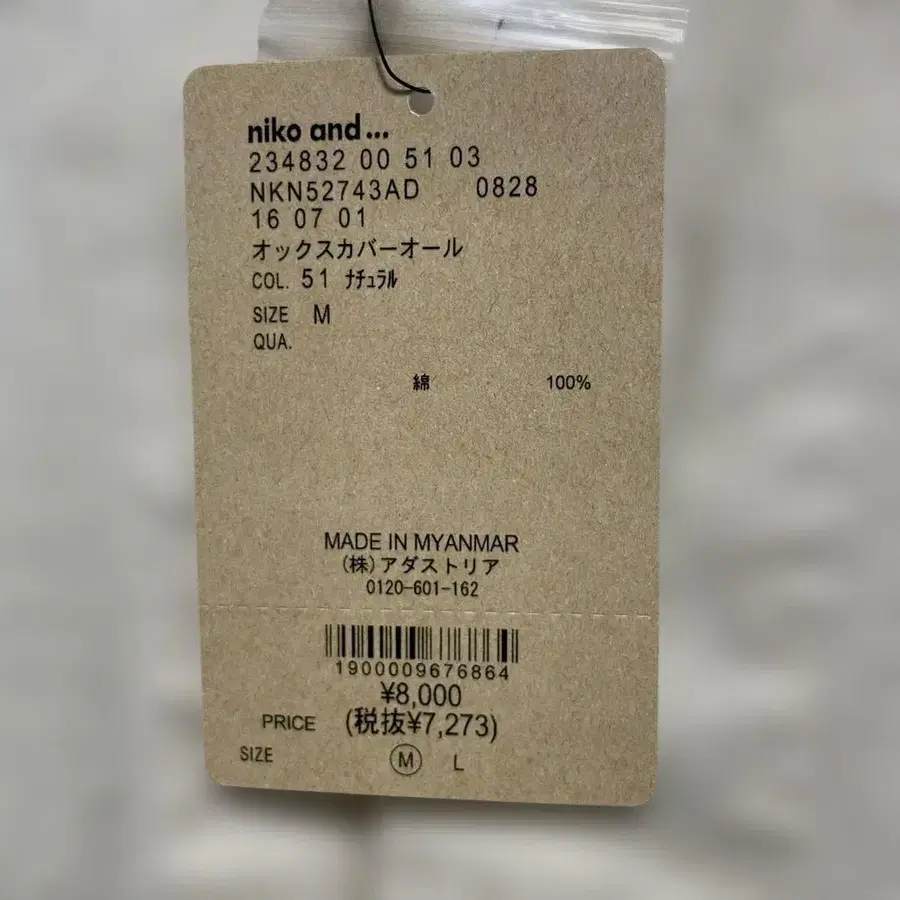 niko and...
234832 00 51 03
NKN52743AD 0828
16 07 01
オックスカバーオール
COL. 51 ﾅﾁｭﾗﾙ
SIZE M
QUA.
綿 100%
MADE IN MYANMAR
(株)アダストリア
0120-601-162
1900009676864
¥8,000
PRICE (税抜¥7,273)
SIZE Ⓜ L